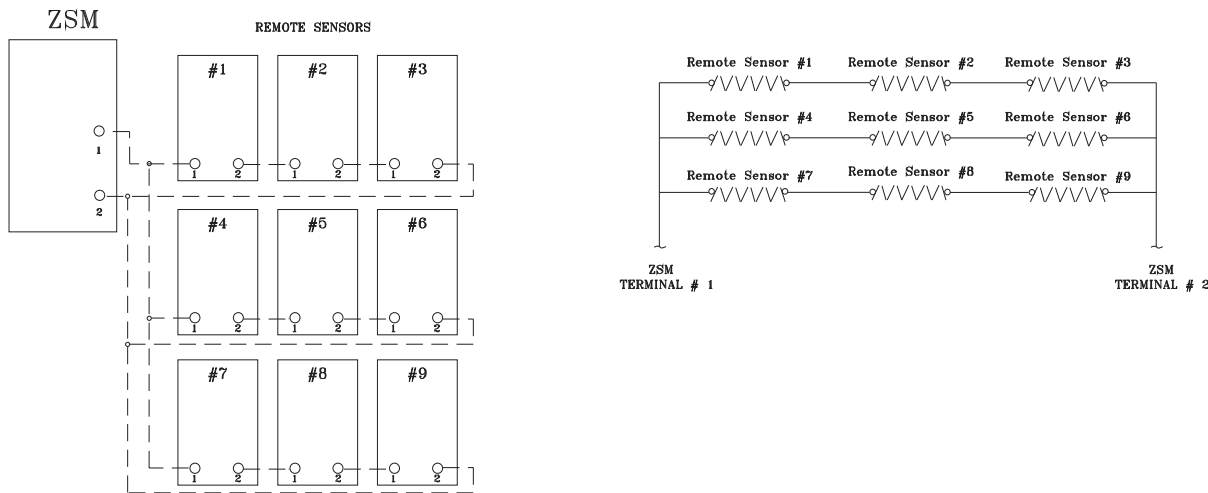 ZSM
REMOTE SENSORS
#1 #2 #3
1
1 2 1 2 1 2
2
#4 #5 #6
1 2 1 2 1 2
#7 #8 #9
1 2 1 2 1 2
Remote Sensor #1 Remote Sensor #2 Remote Sensor #3
Remote Sensor #4 Remote Sensor #5 Remote Sensor #6
Remote Sensor #7 Remote Sensor #8 Remote Sensor #9
ZSM
TERMINAL # 1
ZSM
TERMINAL # 2